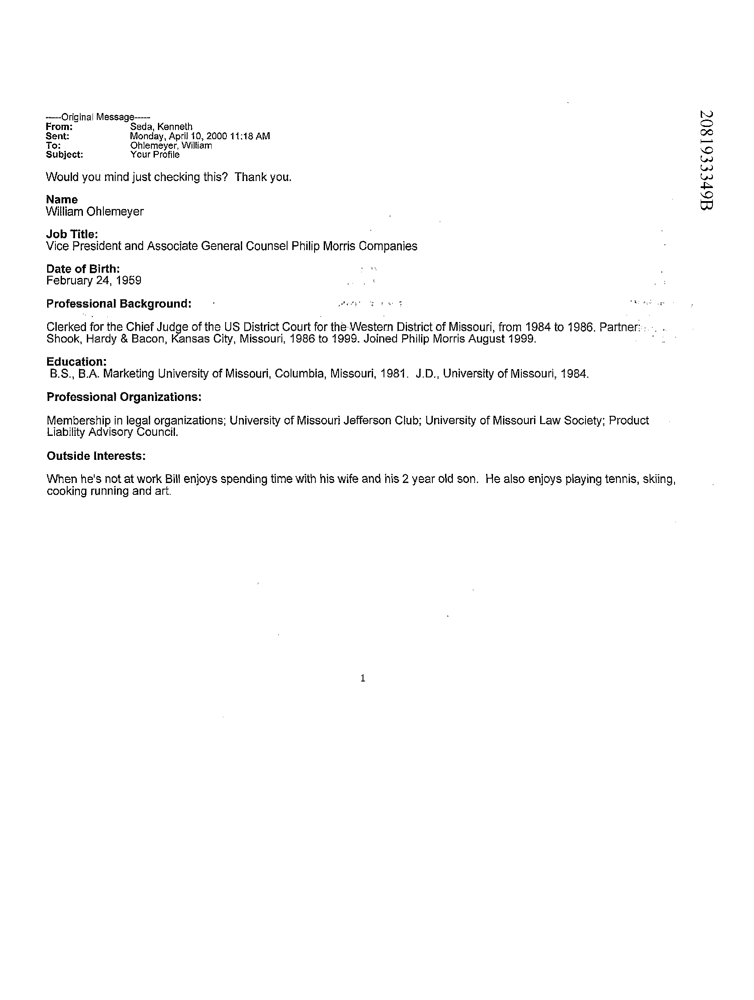 -----Original Message-----
From: Seda, Kenneth
Sent: Monday, April 10, 2000 11:18 AM
To: Ohlemeyer, William
Subject: Your Profile
Would you mind just checking this? Thank you.
Name
William Ohlemeyer
Job Title:
Vice President and Associate General Counsel Philip Morris Companies
Date of Birth:
February 24, 1959
Professional Background:
Clerked for the Chief Judge of the US District Court for the Western District of Missouri, from 1984 to 1986. Partner:
Shook, Hardy & Bacon, Kansas City, Missouri, 1986 to 1999. Joined Philip Morris August 1999.
Education:
B.S., B.A. Marketing University of Missouri, Columbia, Missouri, 1981. J.D., University of Missouri, 1984.
Professional Organizations:
Membership in legal organizations; University of Missouri Jefferson Club; University of Missouri Law Society; Product
Liability Advisory Council.
Outside Interests:
When he's not at work Bill enjoys spending time with his wife and his 2 year old son. He also enjoys playing tennis, skiing,
cooking running and art.
1
2081933349B